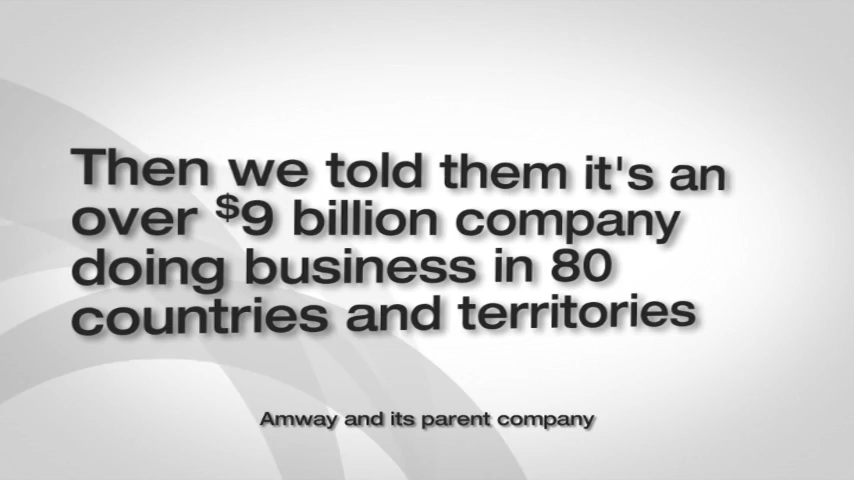 Then we told them it's an
over $9 billion company
doing business in 80
countries and territories
Amway and its parent company